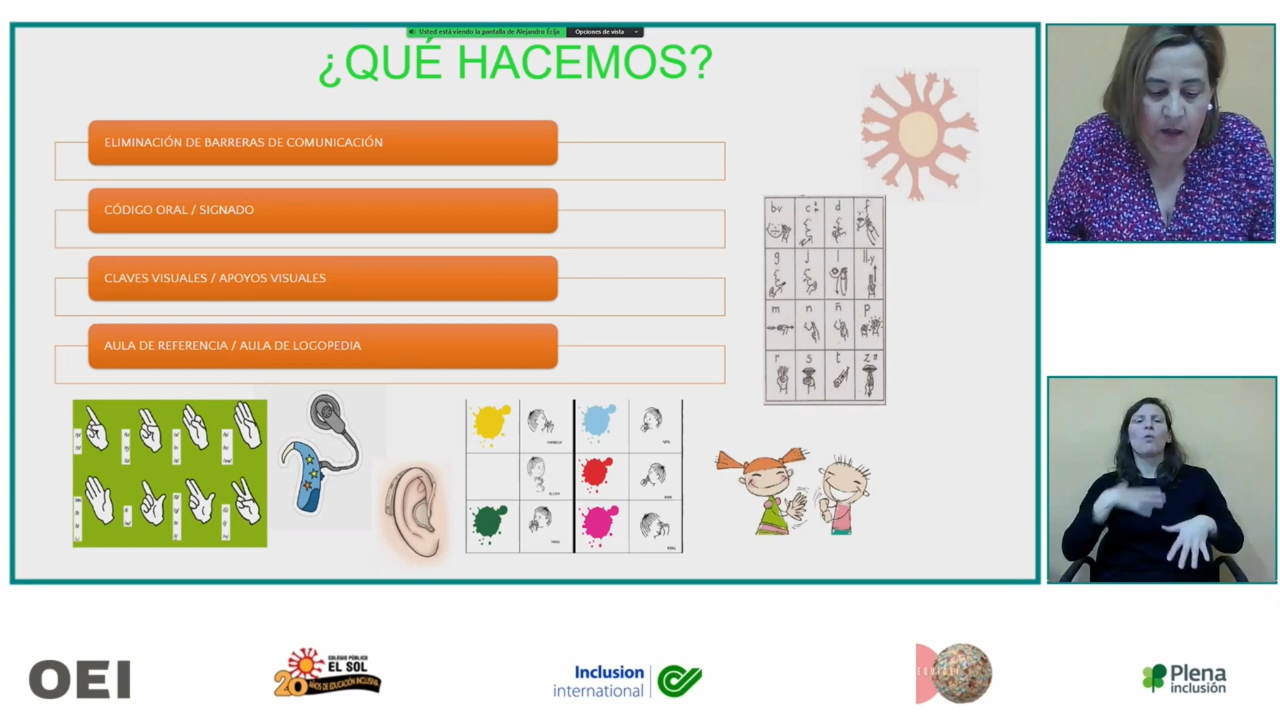 Usted está viendo la pantalla de Alejandro Écija
Opciones de vista
¿QUÉ HACEMOS?
ELIMINACIÓN DE BARRERAS DE COMUNICACIÓN
CÓDIGO ORAL / SIGNADO
CLAVES VISUALES / APOYOS VISUALES
AULA DE REFERENCIA / AULA DE LOGOPEDIA
bv c d f
g j l ll.y
m n ñ p
r s t z
OEI
COLEGIO PÚBLICO
EL SOL
20 AÑOS DE EDUCACIÓN INCLUSIVA
Inclusion
international
Plena
inclusión